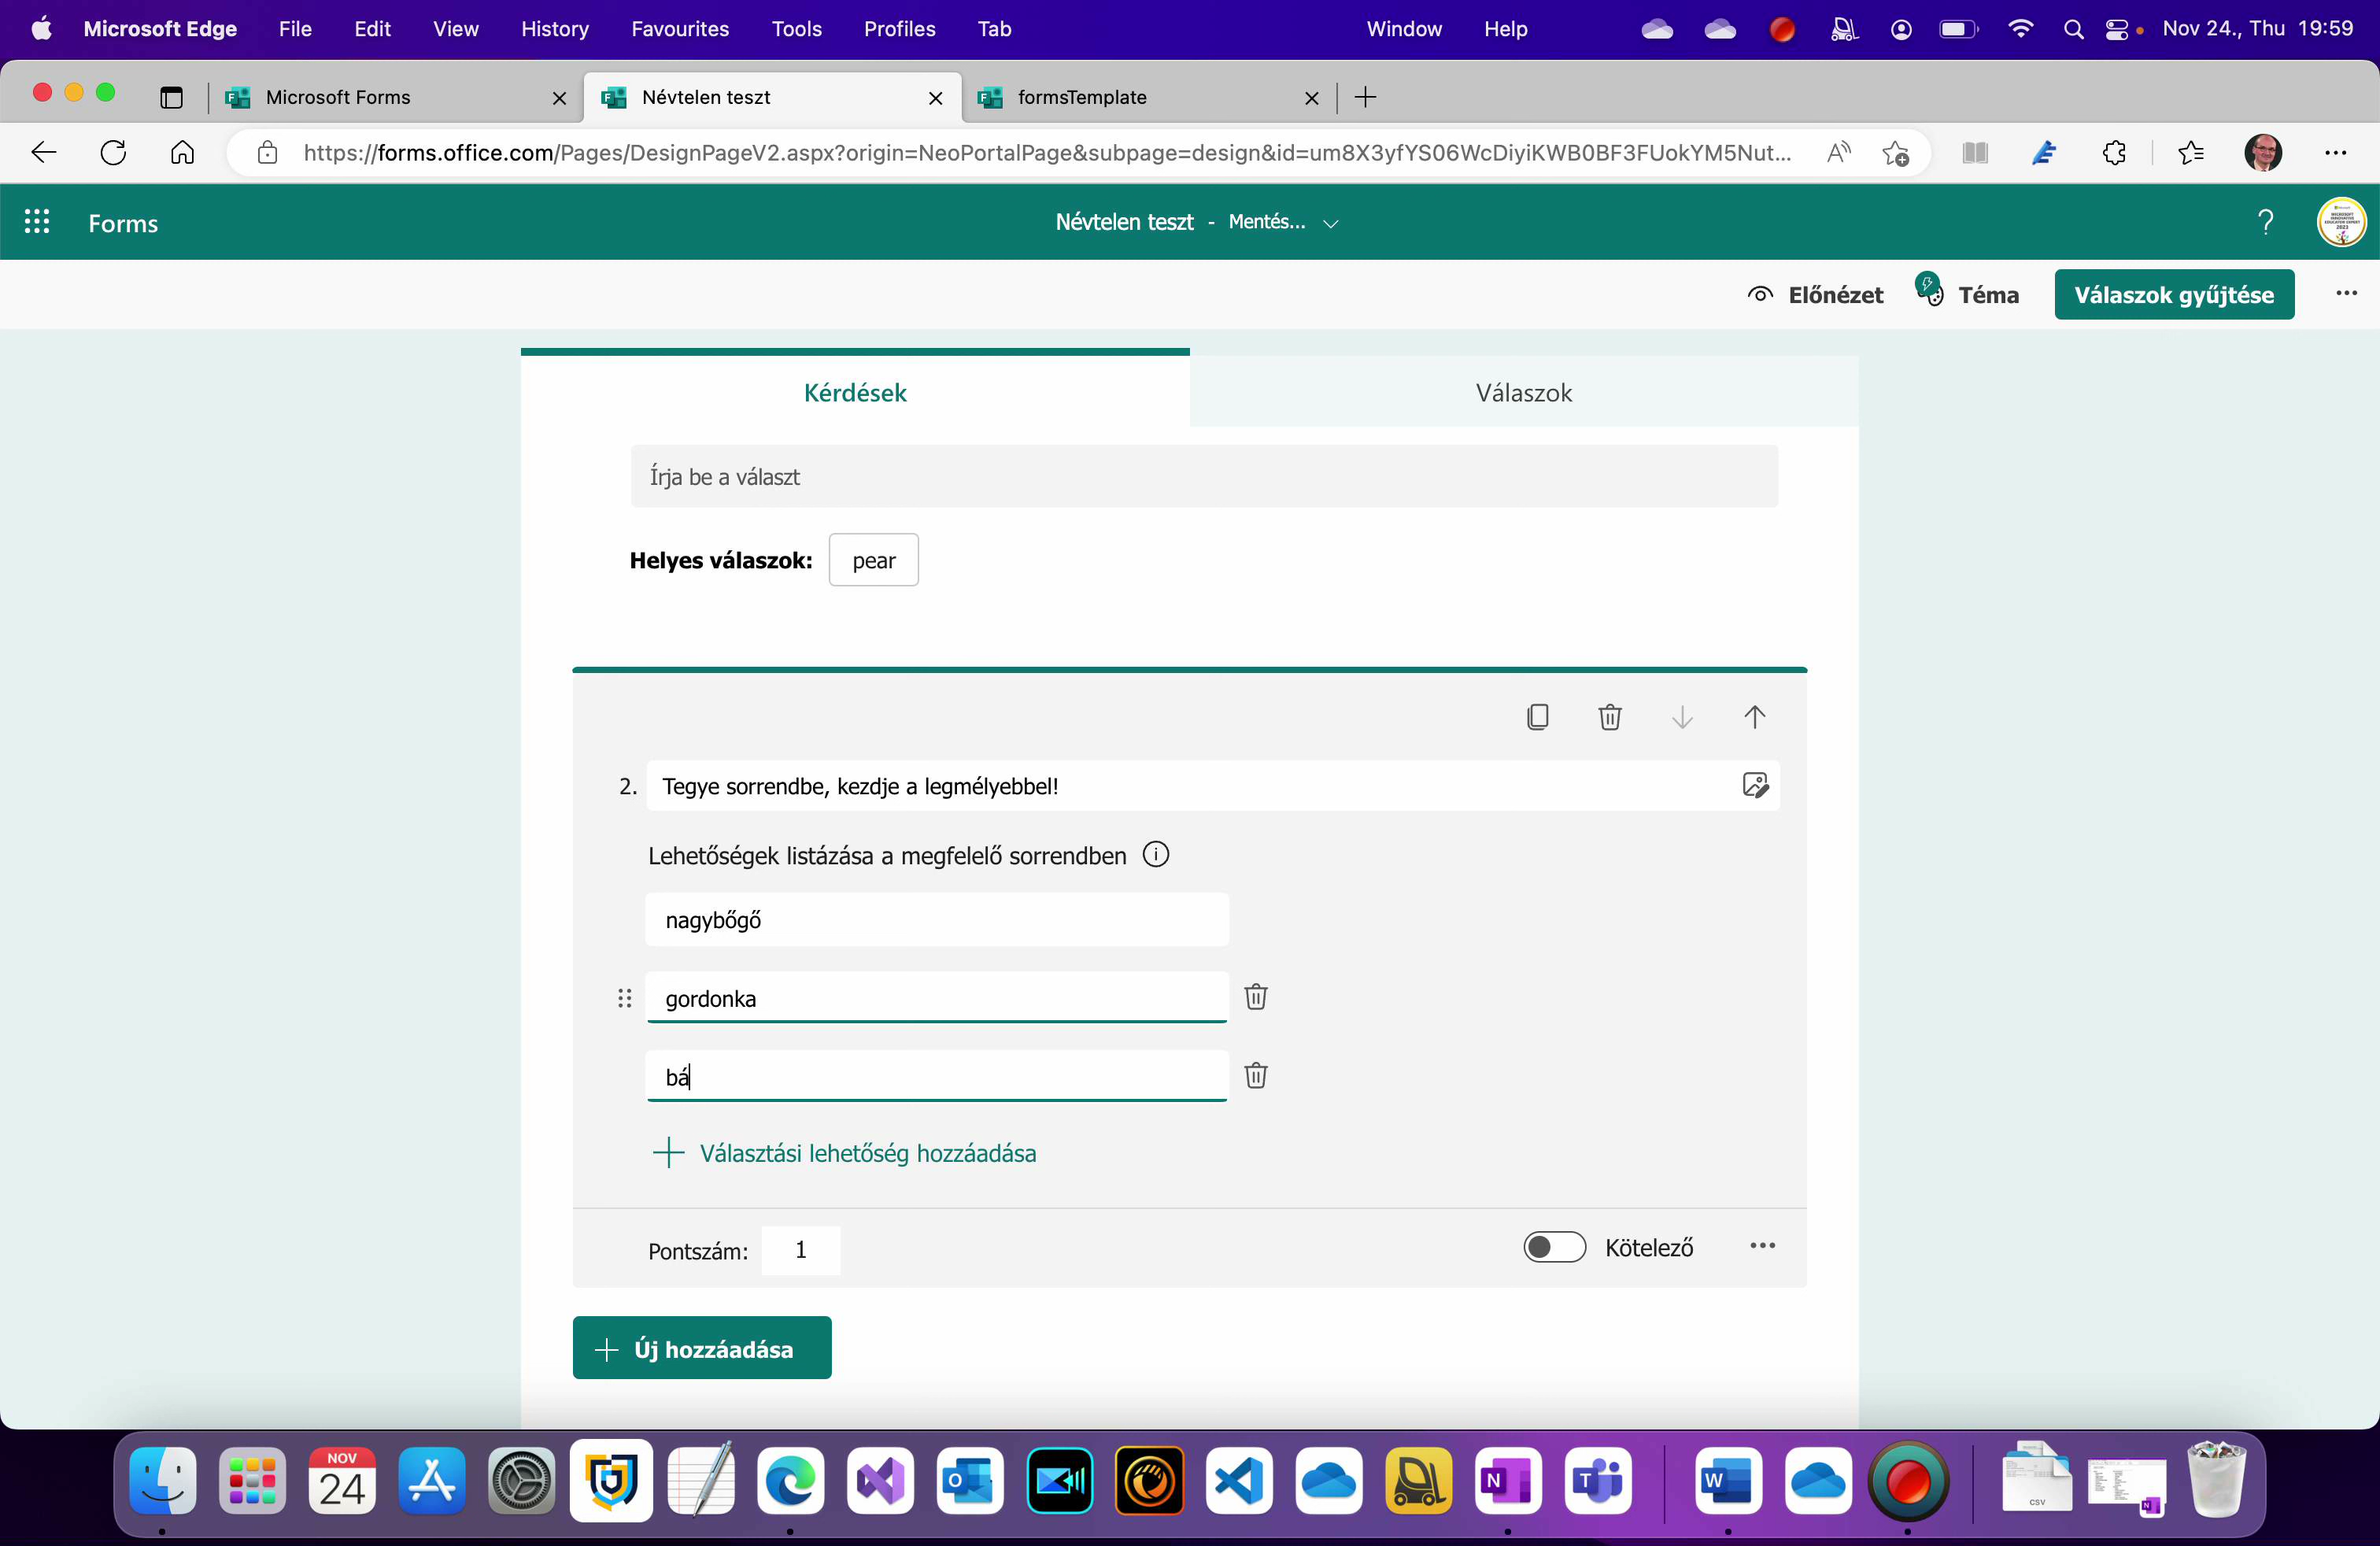 Microsoft Edge File Edit View History Favourites Tools Profiles Tab Window Help Nov 24., Thu 19:59
Microsoft Forms Névtelen teszt formsTemplate
https://forms.office.com/Pages/DesignPageV2.aspx?origin=NeoPortalPage&subpage=design&id=um8X3yfYS06WcDiyiKWB0BF3FUokYM5Nut...
Forms Névtelen teszt - Mentés... ?
Előnézet Téma Válaszok gyűjtése
Kérdések Válaszok
Írja be a választ
Helyes válaszok: pear
2. Tegye sorrendbe, kezdje a legmélyebbel!
Lehetőségek listázása a megfelelő sorrendben
nagybőgő
gordonka
bá
Választási lehetőség hozzáadása
Pontszám: 1 Kötelező
Új hozzáadása
NOV
24
CSV